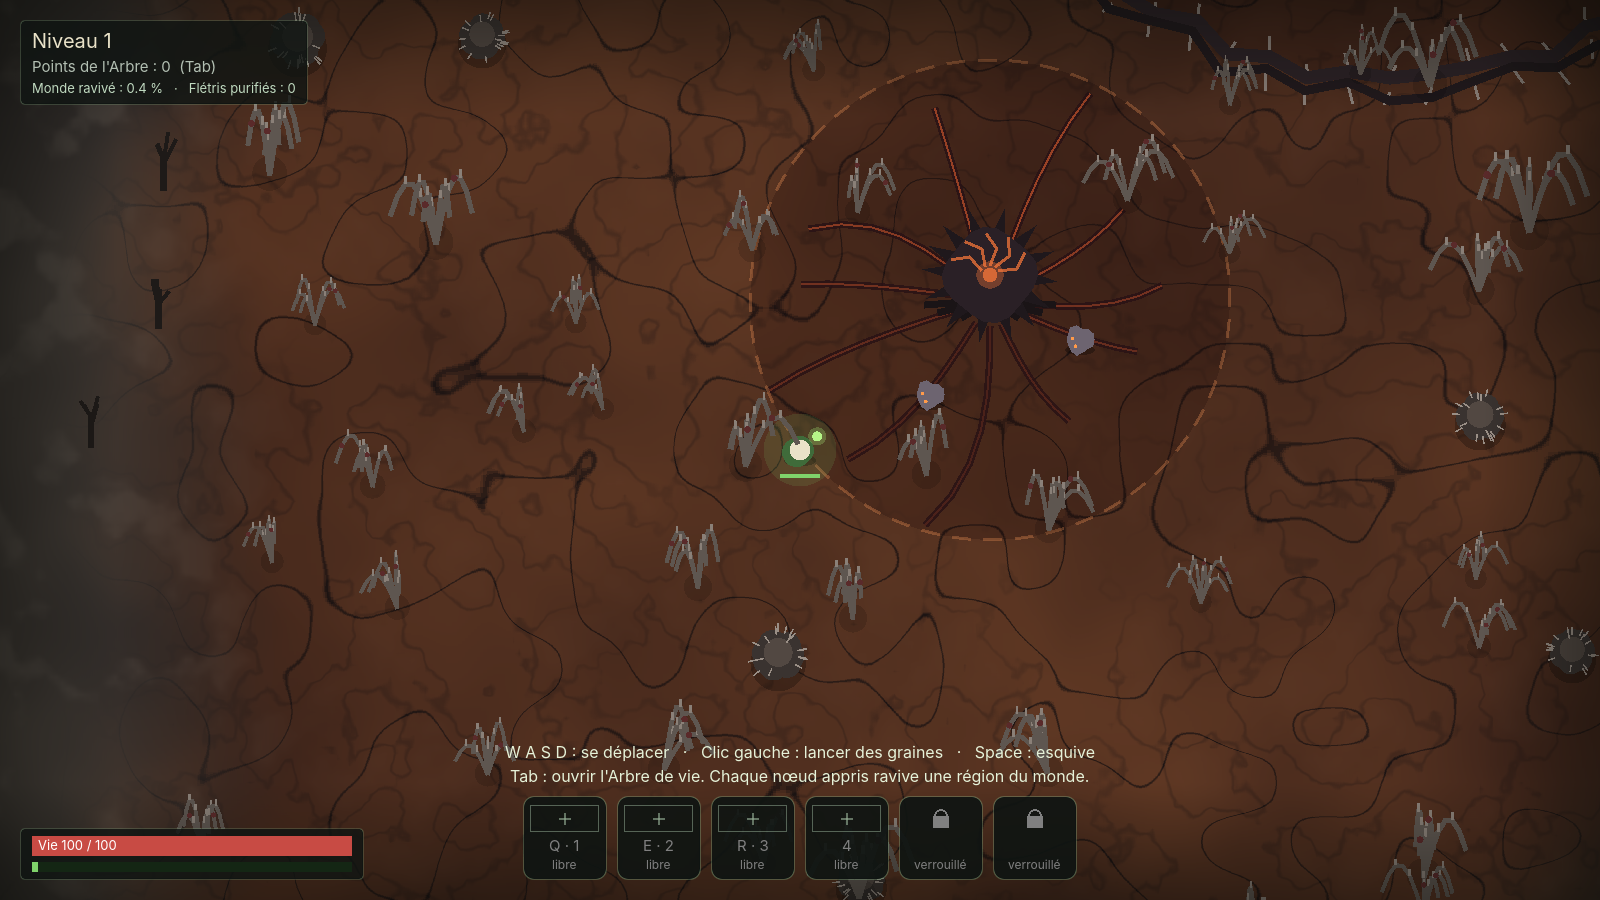 Niveau 1
Points de l'Arbre : 0 (Tab)
Monde ravivé : 0.4 % · Flétris purifiés : 0
W A S D : se déplacer · Clic gauche : lancer des graines · Space : esquive
Tab : ouvrir l'Arbre de vie. Chaque nœud appris ravive une région du monde.
Vie 100 / 100
Q · 1
libre
E · 2
libre
R · 3
libre
4
libre
verrouillé
verrouillé